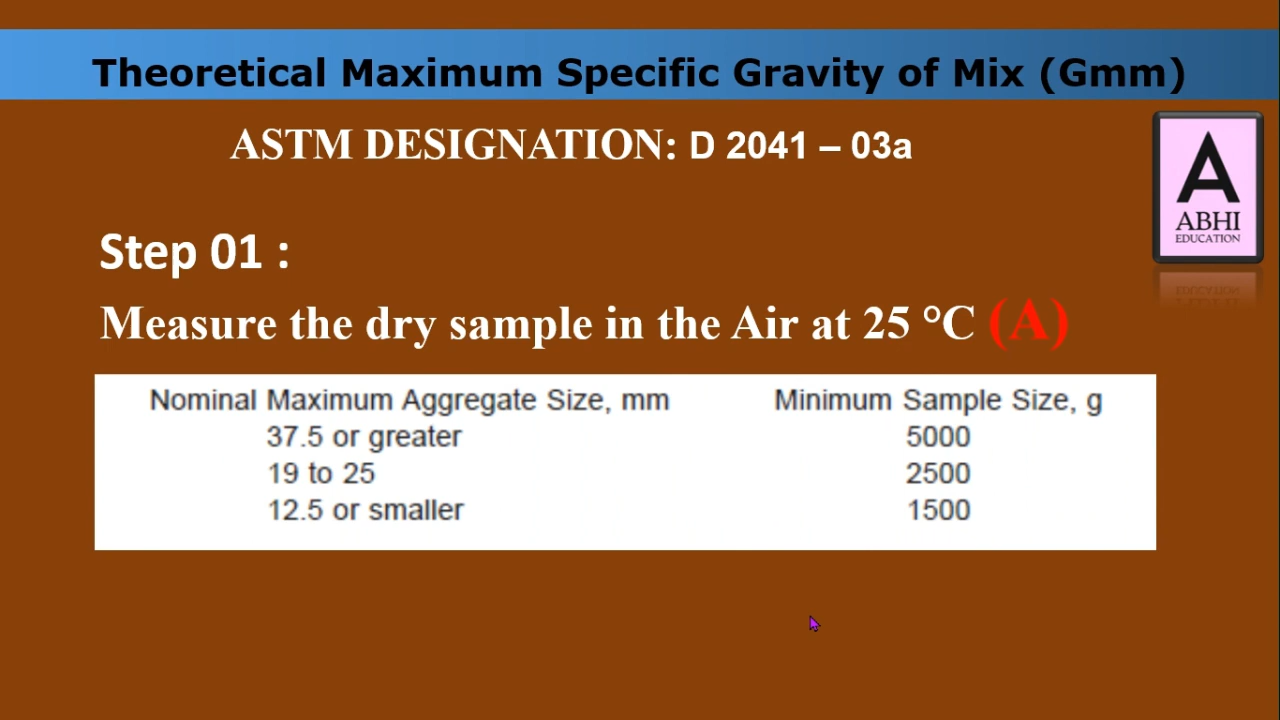 Theoretical Maximum Specific Gravity of Mix (Gmm)
ASTM DESIGNATION: D 2041 – 03a
A
ABHI
EDUCATION
Step 01 :
Measure the dry sample in the Air at 25 °C (A)
Nominal Maximum Aggregate Size, mm Minimum Sample Size, g
37.5 or greater 5000
19 to 25 2500
12.5 or smaller 1500